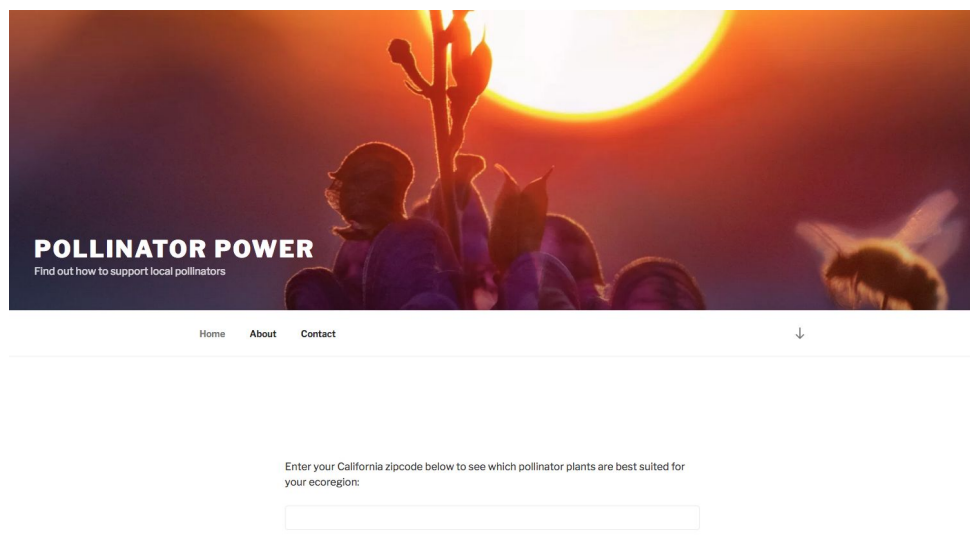 POLLINATOR POWER
Find out how to support local pollinators
Home About Contact
Enter your California zipcode below to see which pollinator plants are best suited for
your ecoregion: